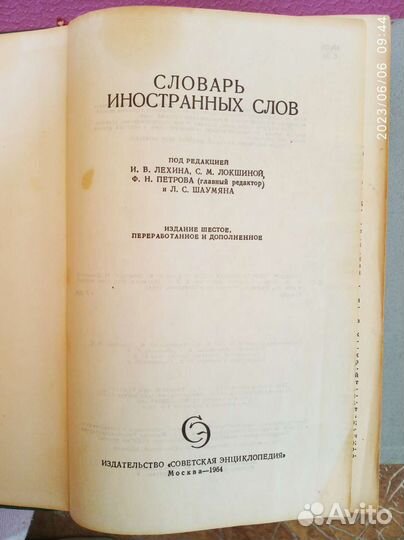 2023/06/06 09:44
СЛОВАРЬ
ИНОСТРАННЫХ СЛОВ
ПОД РЕДАКЦИЕЙ
И. В. ЛЕХИНА, С. М. ЛОКШИНОЙ,
Ф. Н. ПЕТРОВА (главный редактор)
и Л. С. ШАУМЯНА
ИЗДАНИЕ ШЕСТОЕ,
ПЕРЕРАБОТАННОЕ И ДОПОЛНЕННОЕ
ИЗДАТЕЛЬСТВО «СОВЕТСКАЯ ЭНЦИКЛОПЕДИЯ»
Москва—1964
Avito